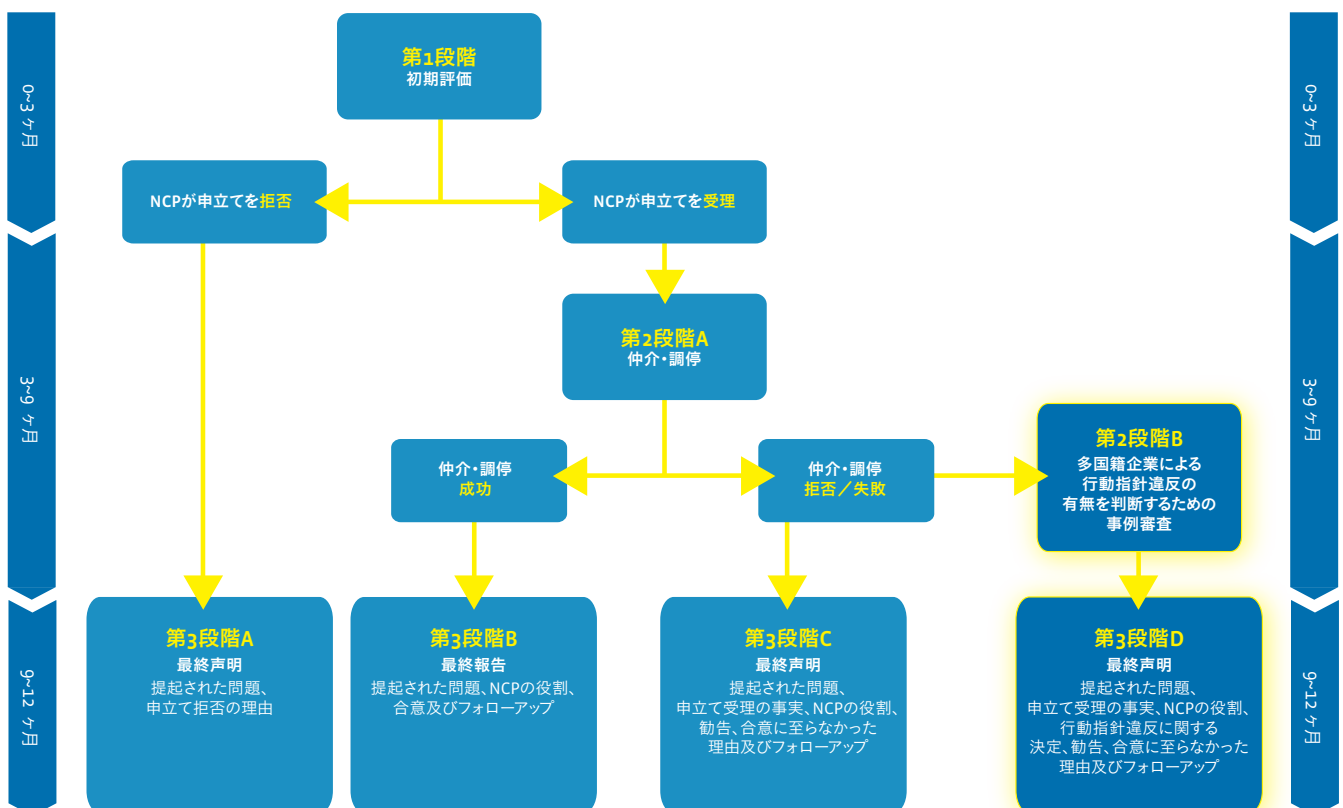 0~3 ヶ月
0~3 ヶ月
第1段階
初期評価
NCPが申立てを拒否
NCPが申立てを受理
3~9 ヶ月
3~9 ヶ月
第2段階A
仲介・調停
仲介・調停
成功
仲介・調停
拒否／失敗
第2段階B
多国籍企業による
行動指針違反の
有無を判断するための
事例審査
9~12 ヶ月
9~12 ヶ月
第3段階A
最終声明
提起された問題、
申立て拒否の理由
第3段階B
最終報告
提起された問題、NCPの役割、
合意及びフォローアップ
第3段階C
最終声明
提起された問題、
申立て受理の事実、NCPの役割、
勧告、合意に至らなかった
理由及びフォローアップ
第3段階D
最終声明
提起された問題、
申立て受理の事実、NCPの役割、
行動指針違反に関する
決定、勧告、合意に至らなかった
理由及びフォローアップ